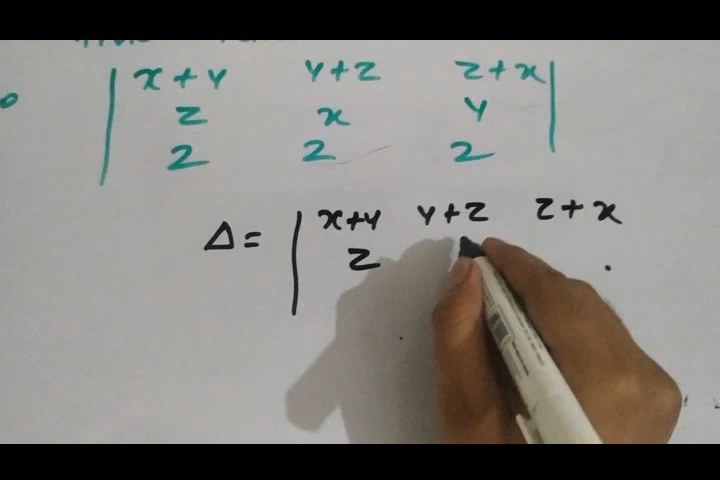 | x+y y+z z+x |
| z x y |
| 2 2 2 |
Δ = | x+y y+z z+x
z